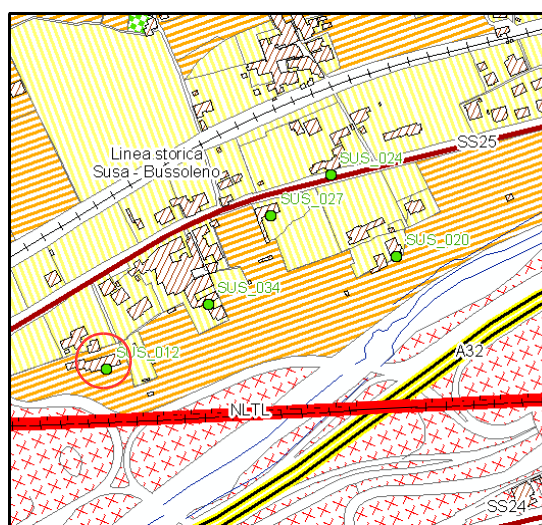 Linea storica
Susa - Bussoleno
SS25
SUS_024
SUS_027
SUS_020
SUS_034
SUS_012
A32
NLTL
SS24